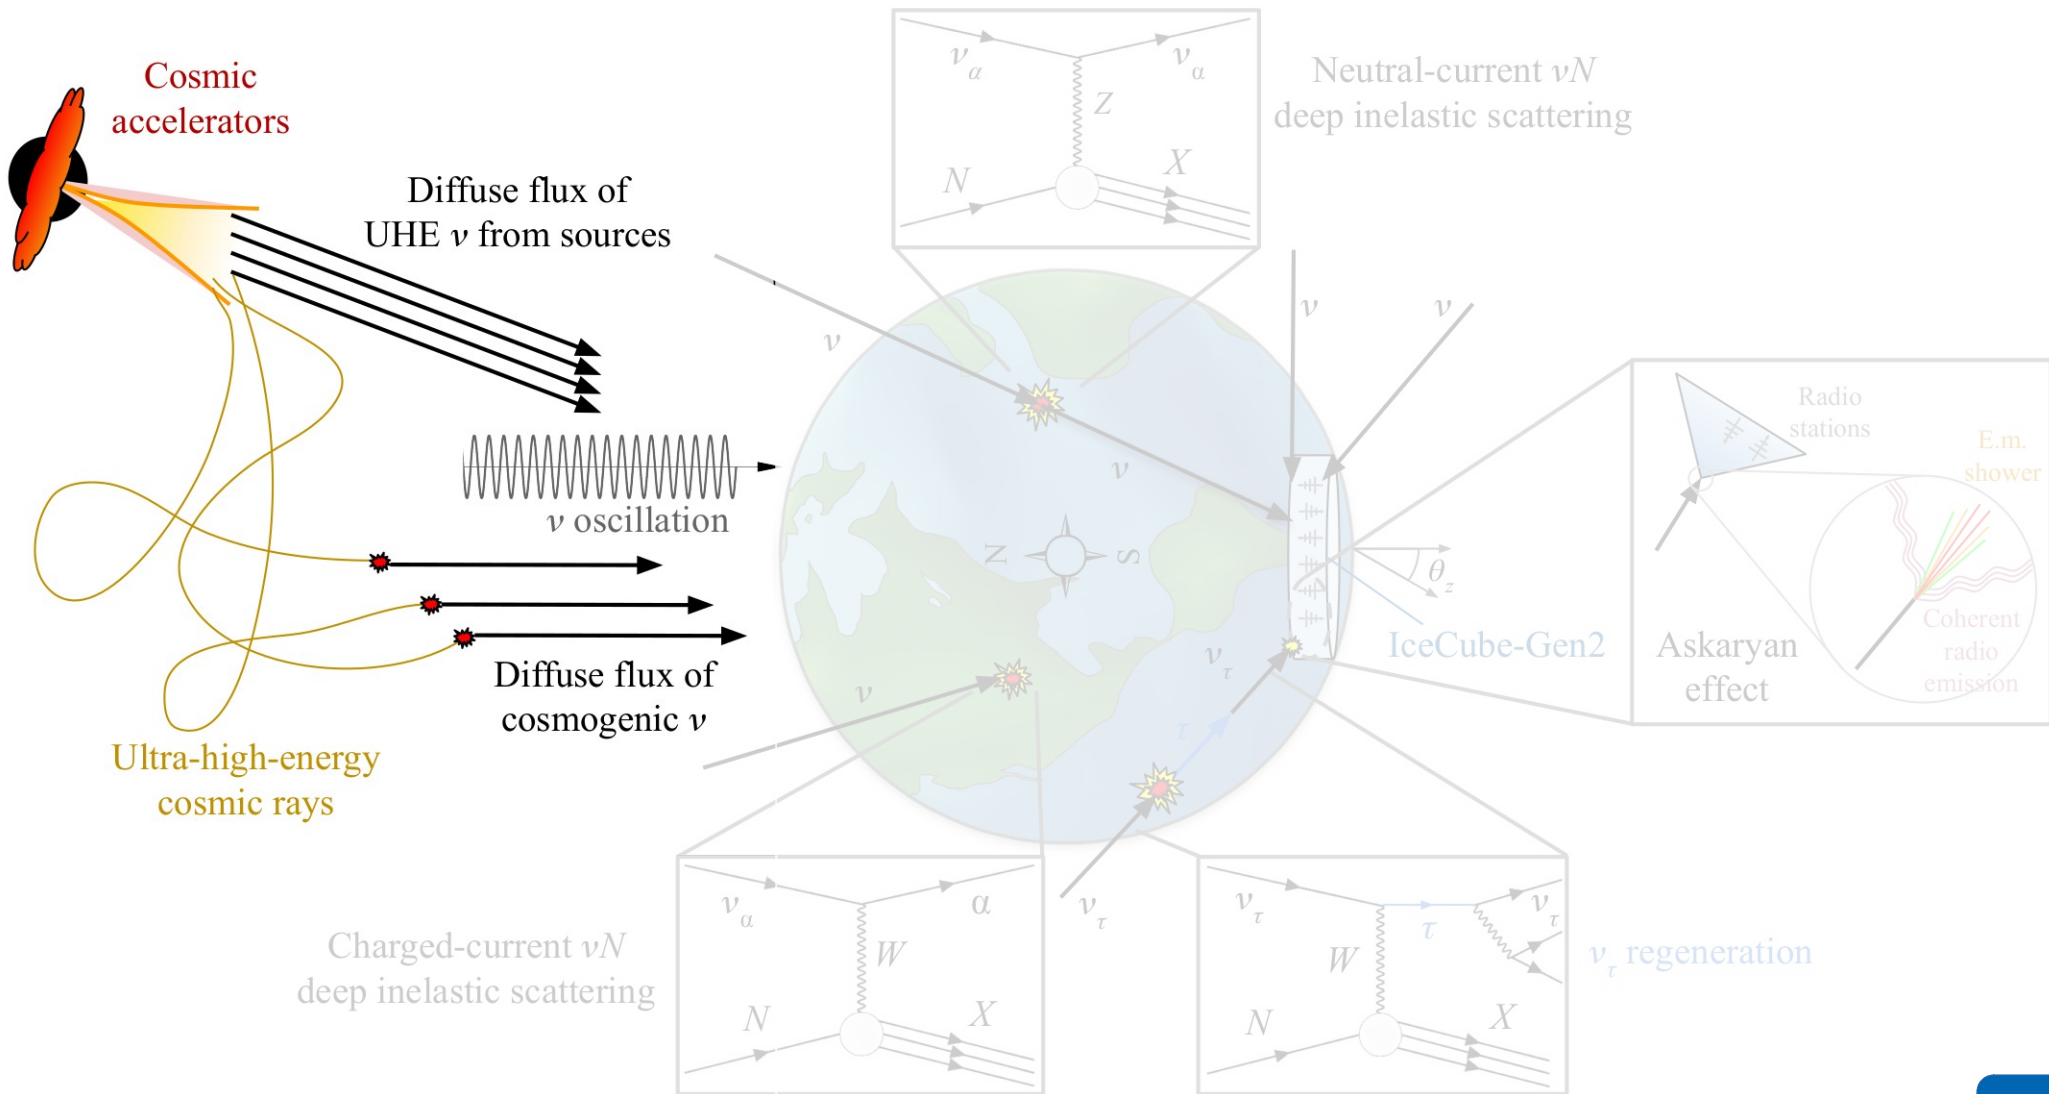 Cosmic
accelerators
Diffuse flux of
UHE ν from sources
ν oscillation
Diffuse flux of
cosmogenic ν
Ultra-high-energy
cosmic rays
ν_α
ν_α
Z
N
X
Neutral-current νN
deep inelastic scattering
ν
ν
ν
ν
ν
N
S
θ_z
ν_τ
τ
ν_τ
IceCube-Gen2
Radio
stations
E.m.
shower
Askaryan
effect
Coherent
radio
emission
Charged-current νN
deep inelastic scattering
ν_α
α
W
N
X
ν_τ
ν_τ
τ
W
N
X
ν_τ regeneration